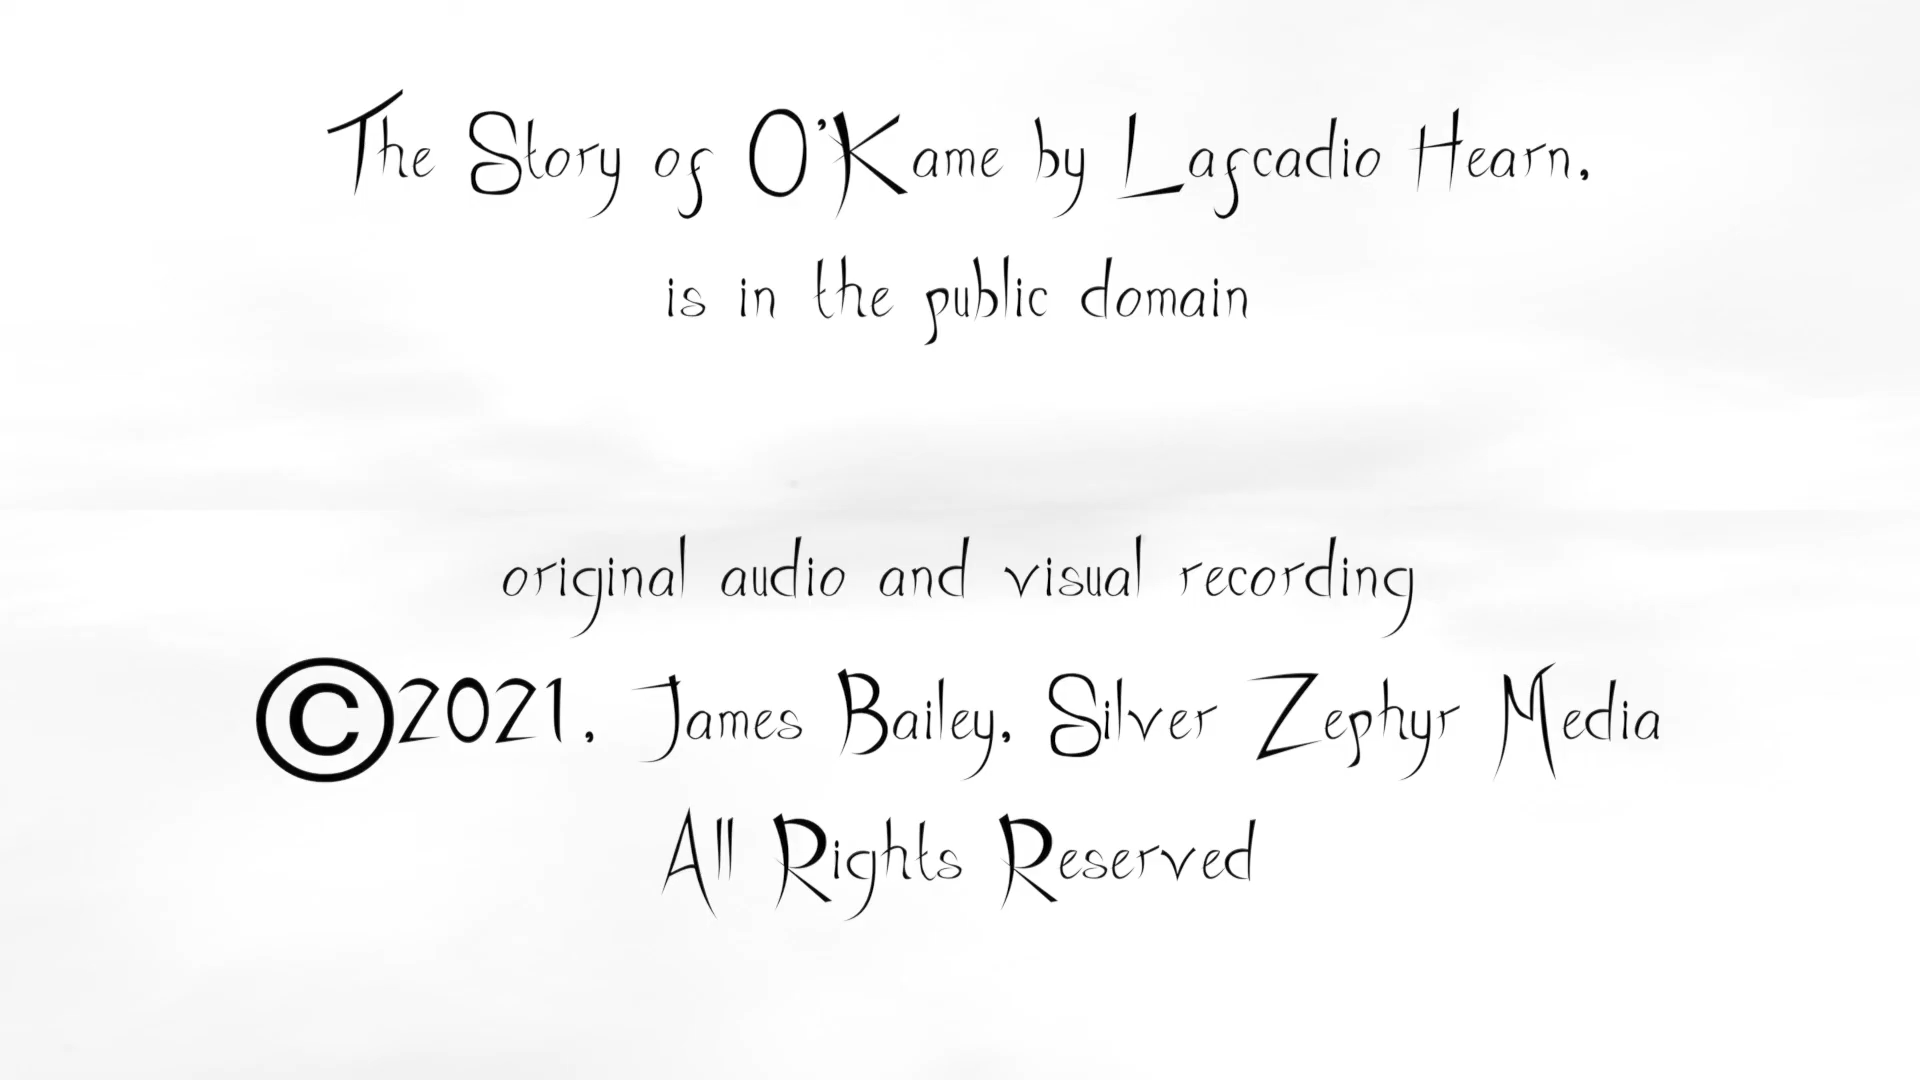 The Story of O'Kame by Lafcadio Hearn,
is in the public domain
original audio and visual recording
©2021, James Bailey, Silver Zephyr Media
All Rights Reserved